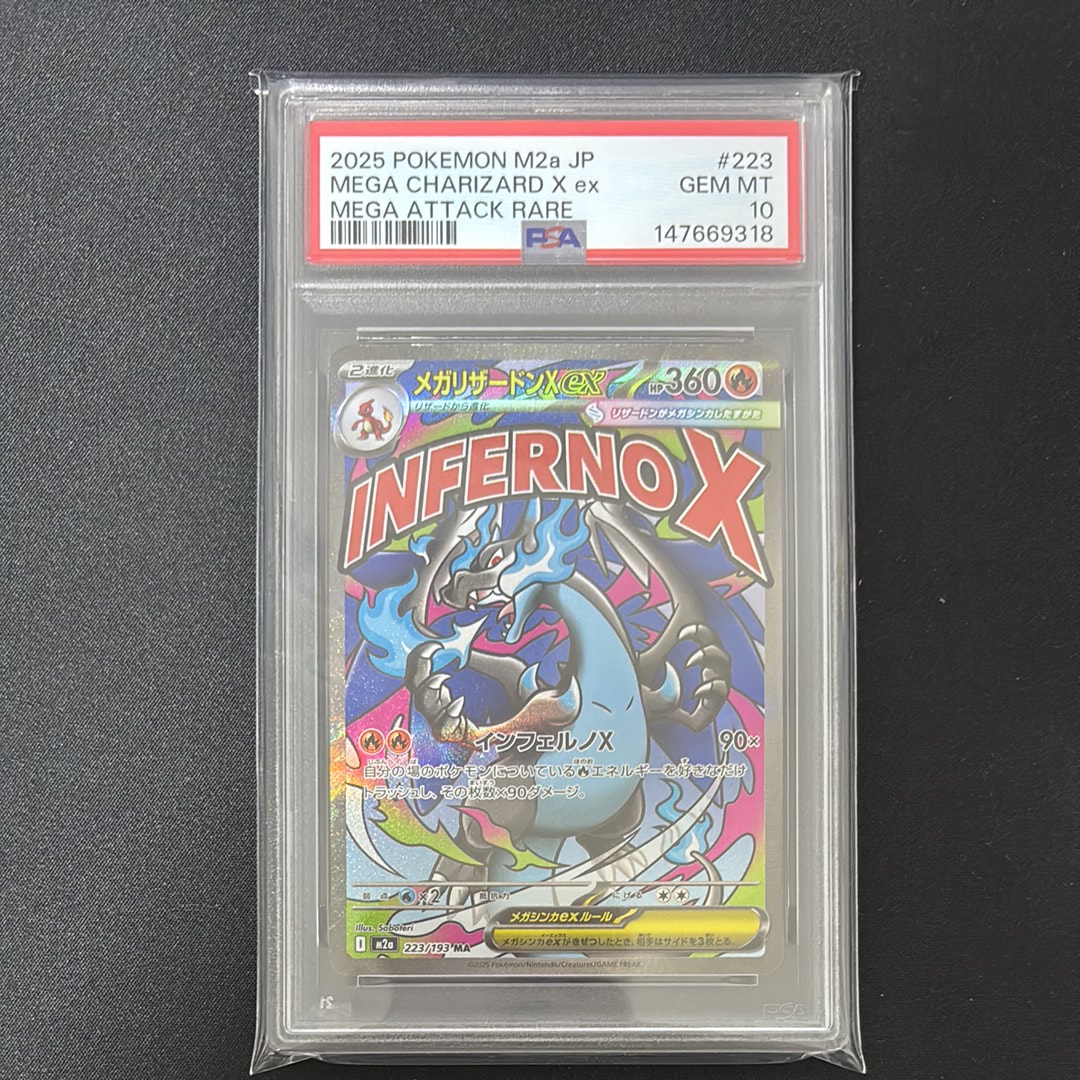 2025 POKEMON M2a JP #223
MEGA CHARIZARD X ex GEM MT
MEGA ATTACK RARE 10
PSA 147669318
2進化 メガリザードンXex HP360
リザードから進化 リザードンがメガシンカしたすがた
INFERNO X
インフェルノX 90×
自分の場のポケモンについているエネルギーを好きなだけ
トラッシュし、その枚数×90ダメージ。
弱点 ×2 抵抗力 にげる
メガシンカexルール
メガシンカexがきぜつしたとき、相手はサイドを3枚とる。
Illus. Saboteri
I M2a 223/193 MA
©2025 Pokémon/Nintendo/Creatures/GAME FREAK
PSA